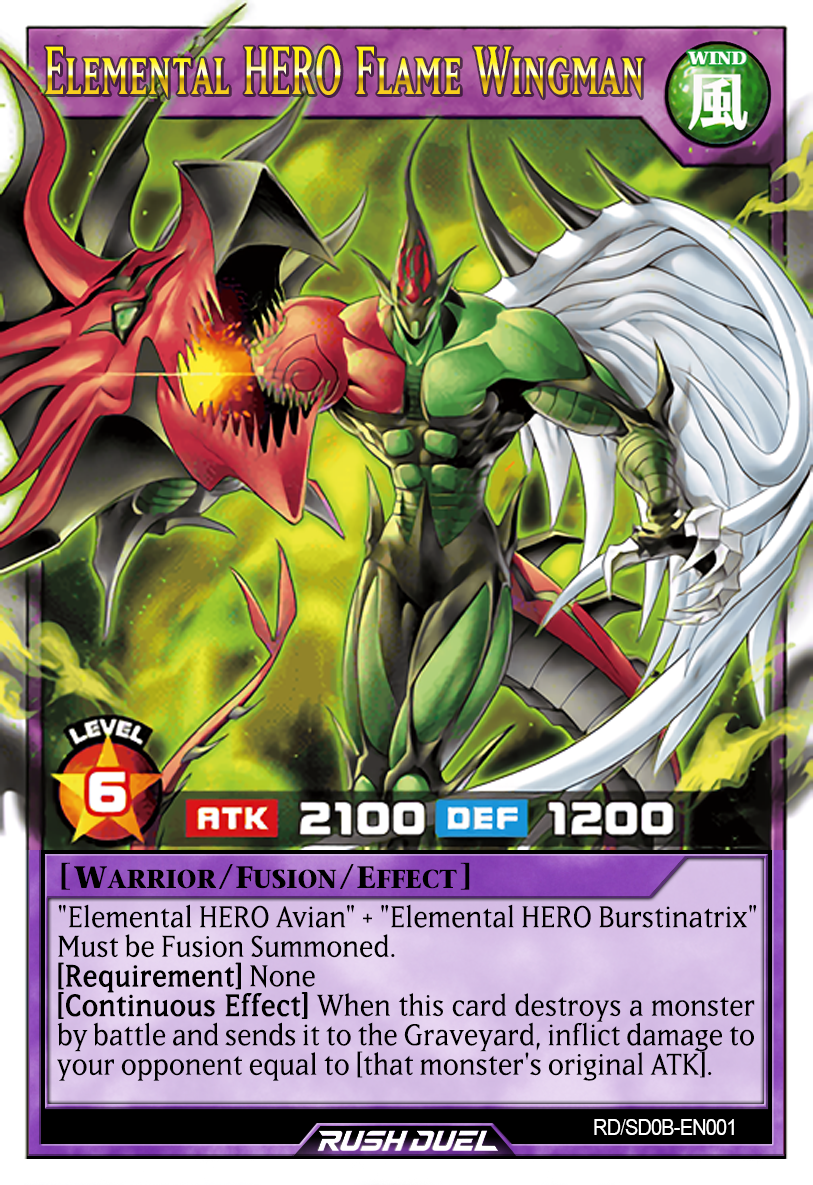 Elemental HERO Flame Wingman
WIND
風
LEVEL
6
ATK 2100 DEF 1200
[Warrior/Fusion/Effect]
"Elemental HERO Avian" + "Elemental HERO Burstinatrix"
Must be Fusion Summoned.
[Requirement] None
[Continuous Effect] When this card destroys a monster
by battle and sends it to the Graveyard, inflict damage to
your opponent equal to [that monster's original ATK].
RD/SD0B-EN001
RUSH DUEL